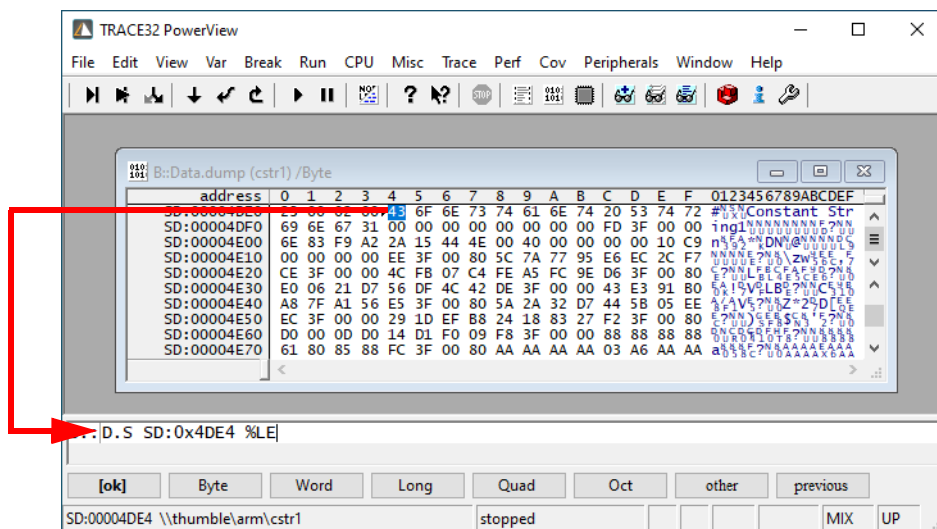 TRACE32 PowerView
File Edit View Var Break Run CPU Misc Trace Perf Cov Peripherals Window Help
B::Data.dump (cstr1) /Byte
address 0 1 2 3 4 5 6 7 8 9 A B C D E F 0123456789ABCDEF
43 6F 6E 73 74 61 6E 74 20 53 74 72 Constant Str
SD:00004DF0 69 6E 67 31 00 00 00 00 00 00 00 00 FD 3F 00 00 ing1
SD:00004E00 6E 83 F9 A2 2A 15 44 4E 00 40 00 00 00 00 10 C9
SD:00004E10 00 00 00 00 EE 3F 00 80 5C 7A 77 95 E6 EC 2C F7
SD:00004E20 CE 3F 00 00 4C FB 07 C4 FE A5 FC 9E D6 3F 00 80
SD:00004E30 E0 06 21 D7 56 DF 4C 42 DE 3F 00 00 43 E3 91 B0
SD:00004E40 A8 7F A1 56 E5 3F 00 80 5A 2A 32 D7 44 5B 05 EE
SD:00004E50 EC 3F 00 00 29 1D EF B8 24 18 83 27 F2 3F 00 80
SD:00004E60 D0 00 0D D0 14 D1 F0 09 F8 3F 00 00 88 88 88 88
SD:00004E70 61 80 85 88 FC 3F 00 80 AA AA AA AA 03 A6 AA AA
D.S SD:0x4DE4 %LE
[ok] Byte Word Long Quad Oct other previous
SD:00004DE4 \\thumble\arm\cstr1 stopped MIX UP